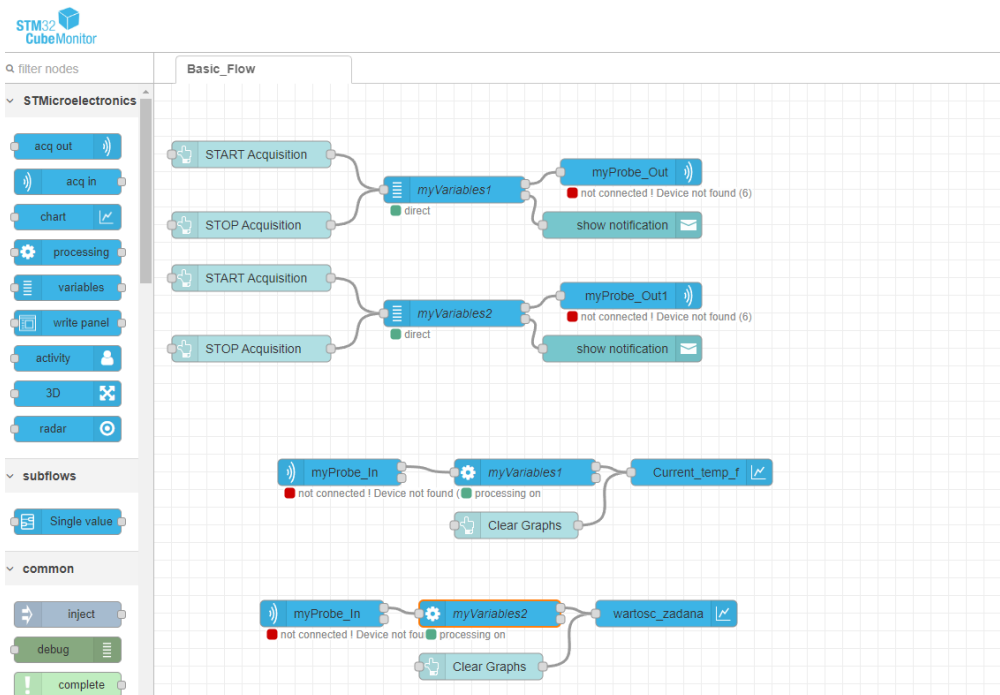 STM32
CubeMonitor
filter nodes
Basic_Flow
STMicroelectronics
acq out
acq in
chart
processing
variables
write panel
activity
3D
radar
subflows
Single value
common
inject
debug
complete
START Acquisition
STOP Acquisition
myVariables1
direct
myProbe_Out
not connected ! Device not found (6)
show notification
START Acquisition
STOP Acquisition
myVariables2
direct
myProbe_Out1
not connected ! Device not found (6)
show notification
myProbe_In
not connected ! Device not found (
myVariables1
processing on
Current_temp_f
Clear Graphs
myProbe_In
not connected ! Device not fou
myVariables2
processing on
wartosc_zadana
Clear Graphs